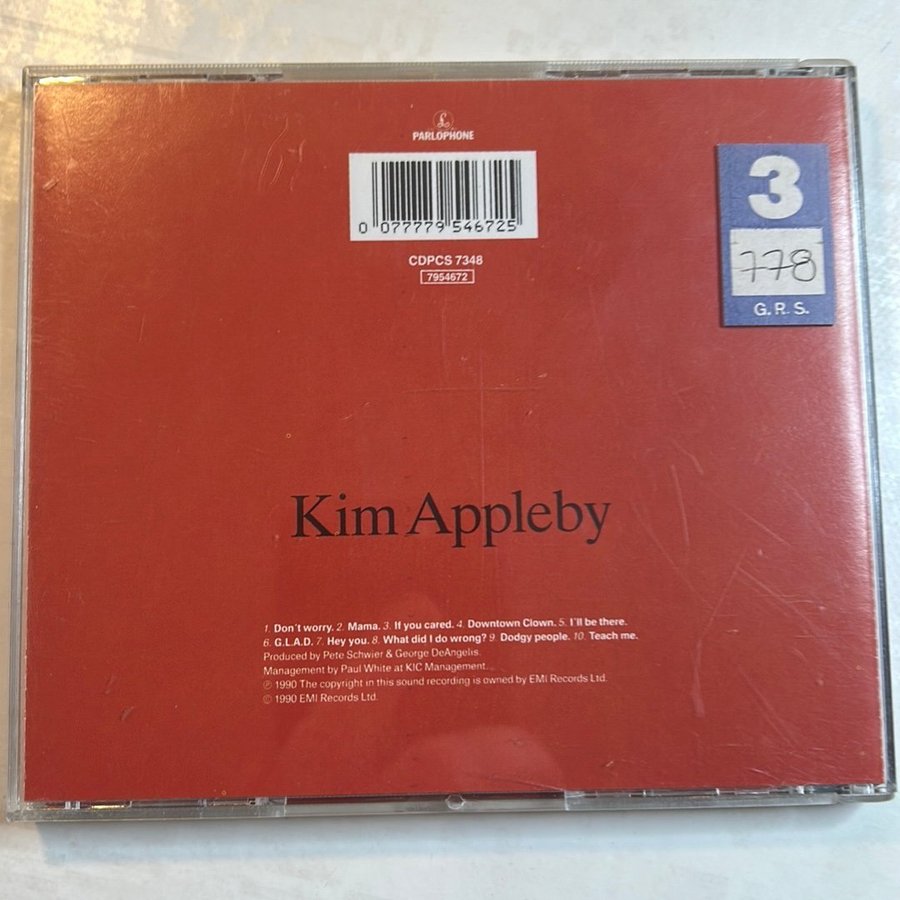 PARLOPHONE
0 077779 546725
CDPCS 7348
7954672
3
778
G.R.S.
Kim Appleby
1. Don't worry. 2. Mama. 3. If you cared. 4. Downtown Clown. 5. I'll be there.
6. G.L.A.D. 7. Hey you. 8. What did I do wrong? 9 Dodgy people. 10. Teach me.
Produced by Pete Schwier & George DeAngelis.
Management by Paul White at KIC Management.
℗ 1990 The copyright in this sound recording is owned by EMI Records Ltd.
© 1990 EMI Records Ltd.